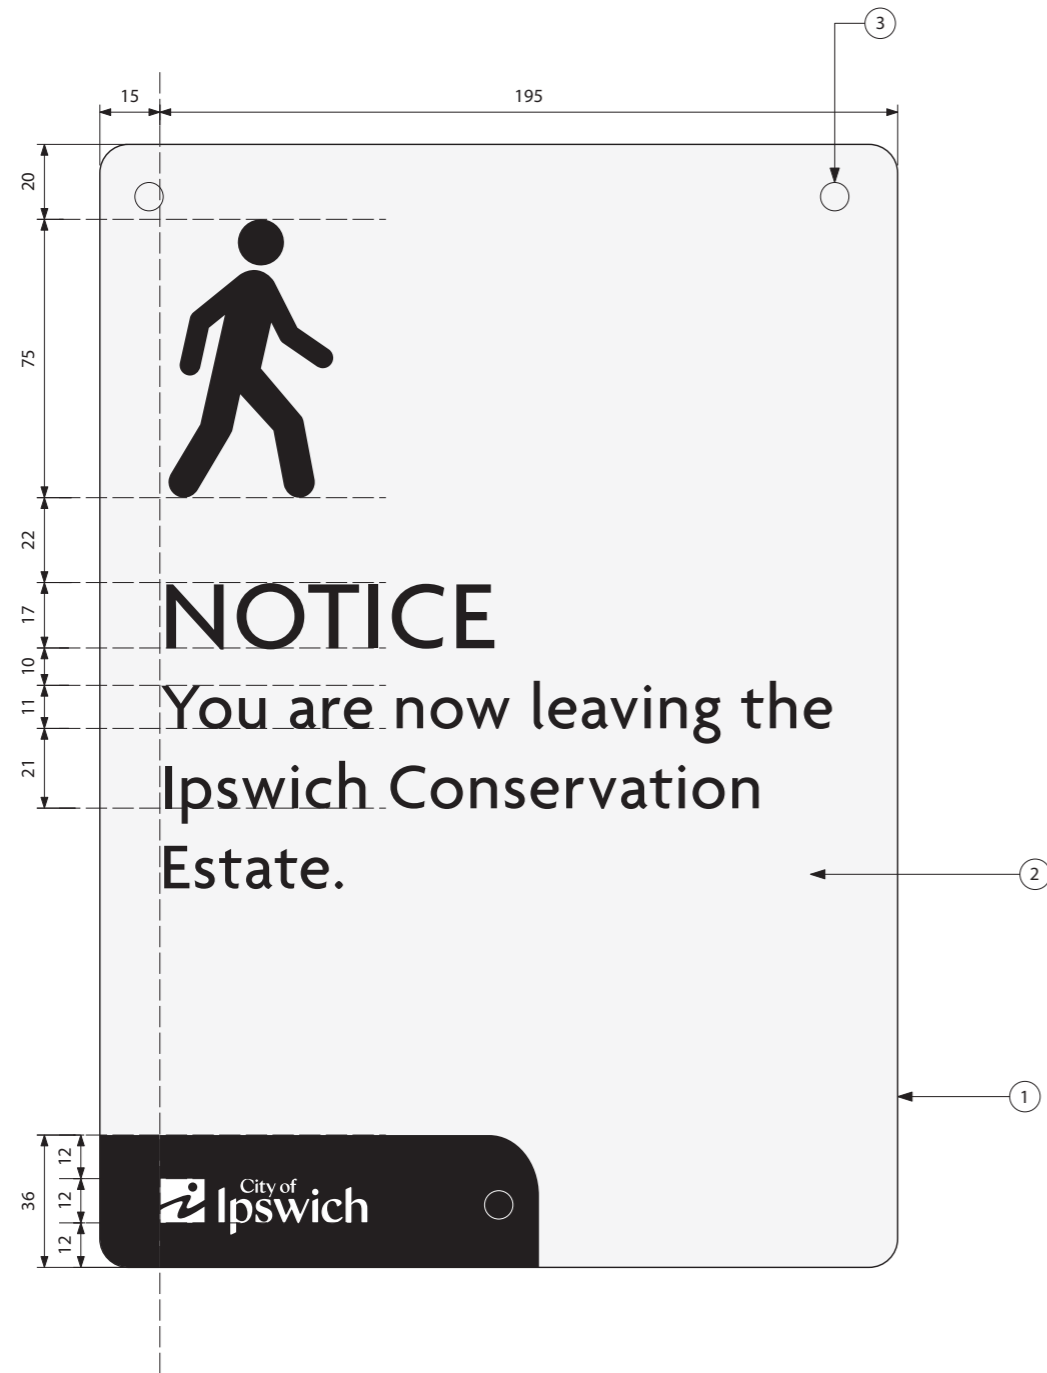 3
15
195
20
75
22
17
10
11
21
NOTICE
You are now leaving the
Ipswich Conservation
Estate.
2
1
36
12
12
12
City of
Ipswich